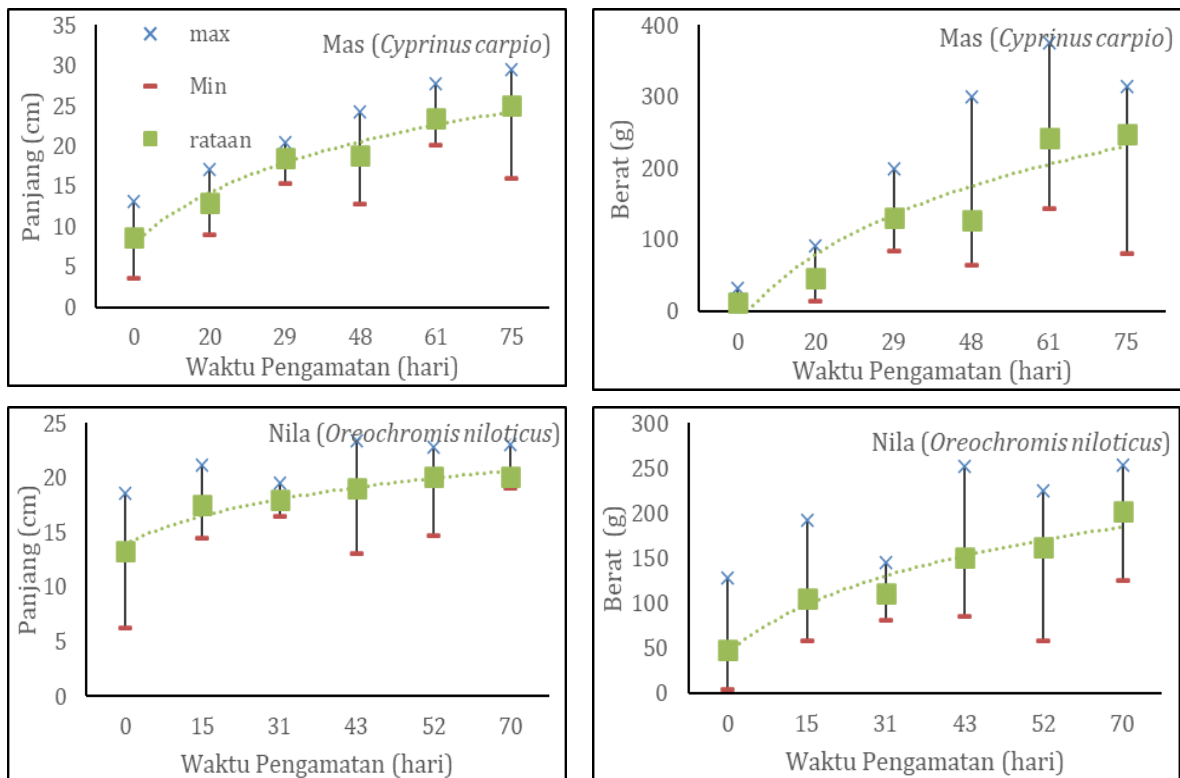 35
30
25
20
15
10
5
0
Panjang (cm)
max
Min
rataan
Mas (Cyprinus carpio)
0 20 29 48 61 75
Waktu Pengamatan (hari)
400
300
200
100
0
Berat (g)
Mas (Cyprinus carpio)
0 20 29 48 61 75
Waktu Pengamatan (hari)
25
20
15
10
5
0
Panjang (cm)
Nila (Oreochromis niloticus)
0 15 31 43 52 70
Waktu Pengamatan (hari)
300
250
200
150
100
50
0
Berat (g)
Nila (Oreochromis niloticus)
0 15 31 43 52 70
Waktu Pengamatan (hari)